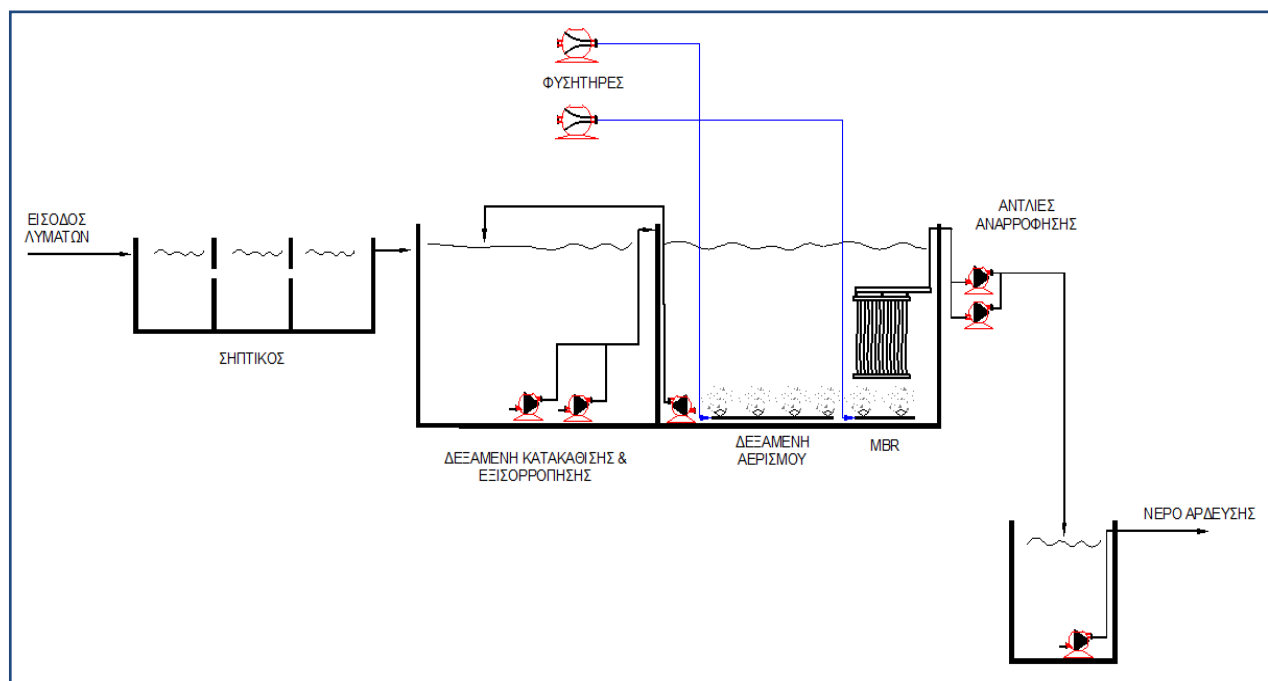 ΦΥΣΗΤΗΡΕΣ
ΕΙΣΟΔΟΣ
ΛΥΜΑΤΩΝ
ΑΝΤΛΙΕΣ
ΑΝΑΡΡΟΦΗΣΗΣ
ΣΗΠΤΙΚΟΣ
ΔΕΞΑΜΕΝΗ ΚΑΤΑΚΑΘΙΣΗΣ &
ΕΞΙΣΟΡΡΟΠΗΣΗΣ
ΔΕΞΑΜΕΝΗ
ΑΕΡΙΣΜΟΥ
MBR
ΝΕΡΟ ΑΡΔΕΥΣΗΣ